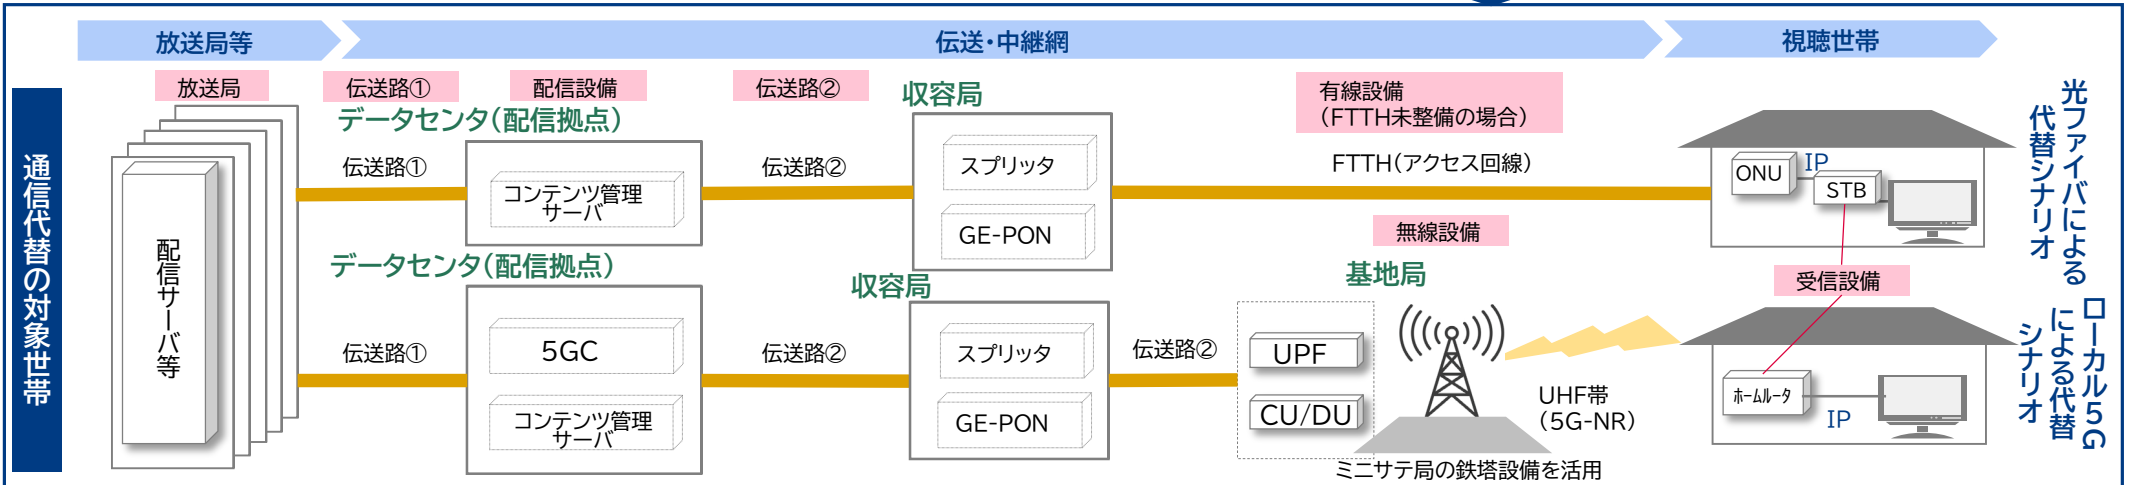 放送局等
伝送・中継網
視聴世帯
通信代替の対象世帯
放送局
伝送路①
配信設備
伝送路②
有線設備
（FTTH未整備の場合）
データセンタ（配信拠点）
収容局
配信サーバ等
伝送路①
コンテンツ管理
サーバ
伝送路②
スプリッタ
GE-PON
FTTH（アクセス回線）
ONU
IP
STB
光ファイバによる
代替シナリオ
無線設備
受信設備
データセンタ（配信拠点）
収容局
基地局
伝送路①
5GC
コンテンツ管理
サーバ
伝送路②
スプリッタ
GE-PON
伝送路②
UPF
CU/DU
UHF帯
（5G-NR）
ミニサテ局の鉄塔設備を活用
ホームルータ
IP
ローカル５G
による代替
シナリオ